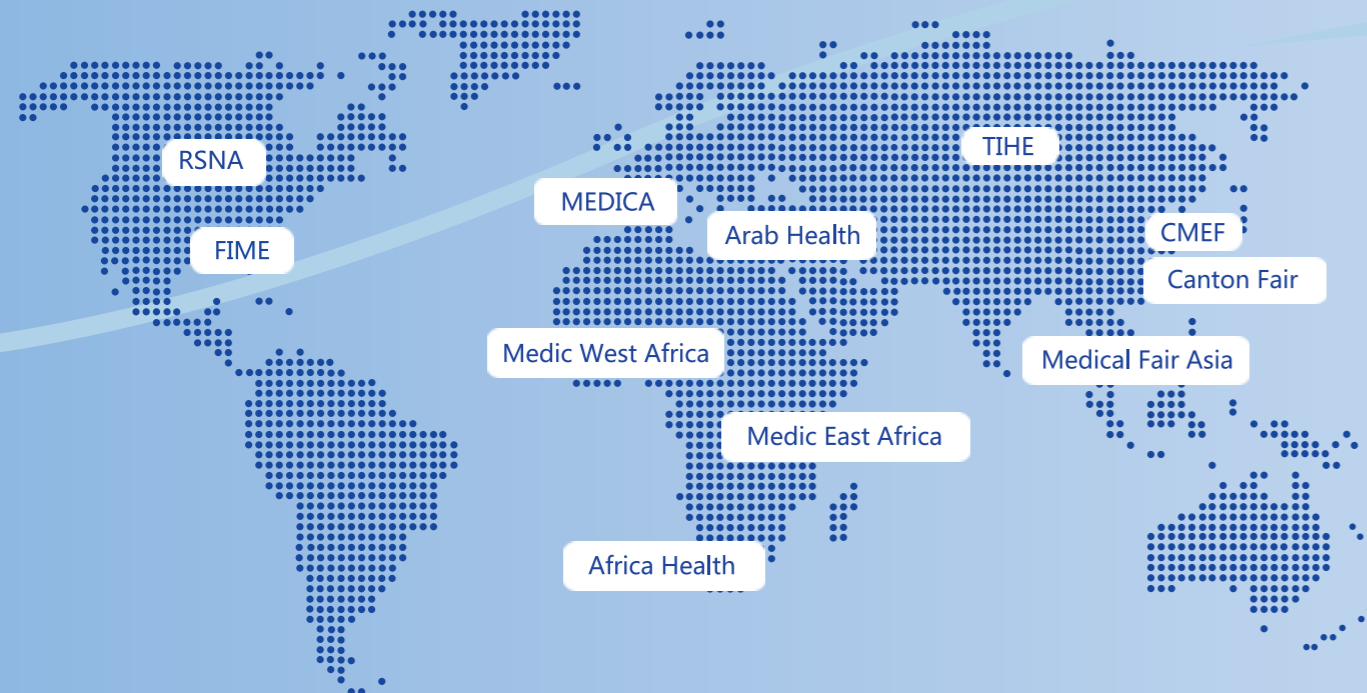 RSNA
TIHE
MEDICA
FIME
Arab Health
CMEF
Canton Fair
Medic West Africa
Medical Fair Asia
Medic East Africa
Africa Health